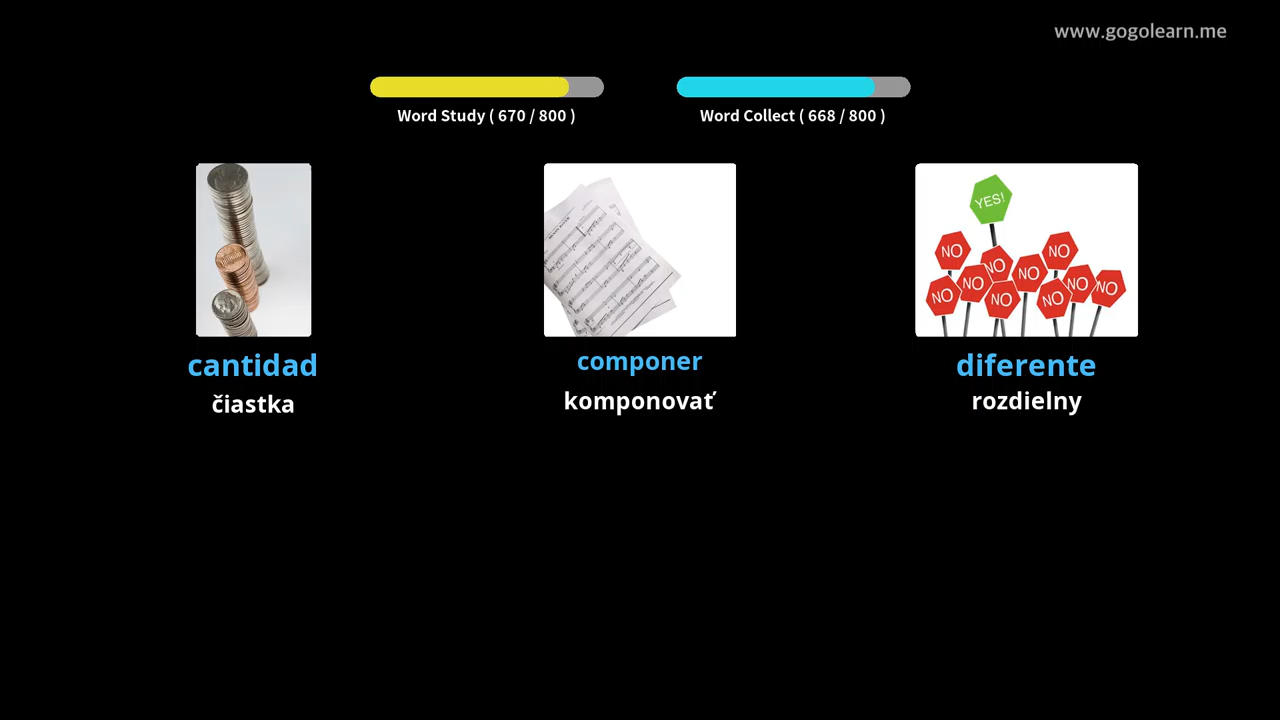 www.gogolearn.me
Word Study ( 670 / 800 )
Word Collect ( 668 / 800 )
YES!
NO
NO
NO
NO
NO
NO
NO
NO
NO
NO
cantidad
čiastka
componer
komponovať
diferente
rozdielny